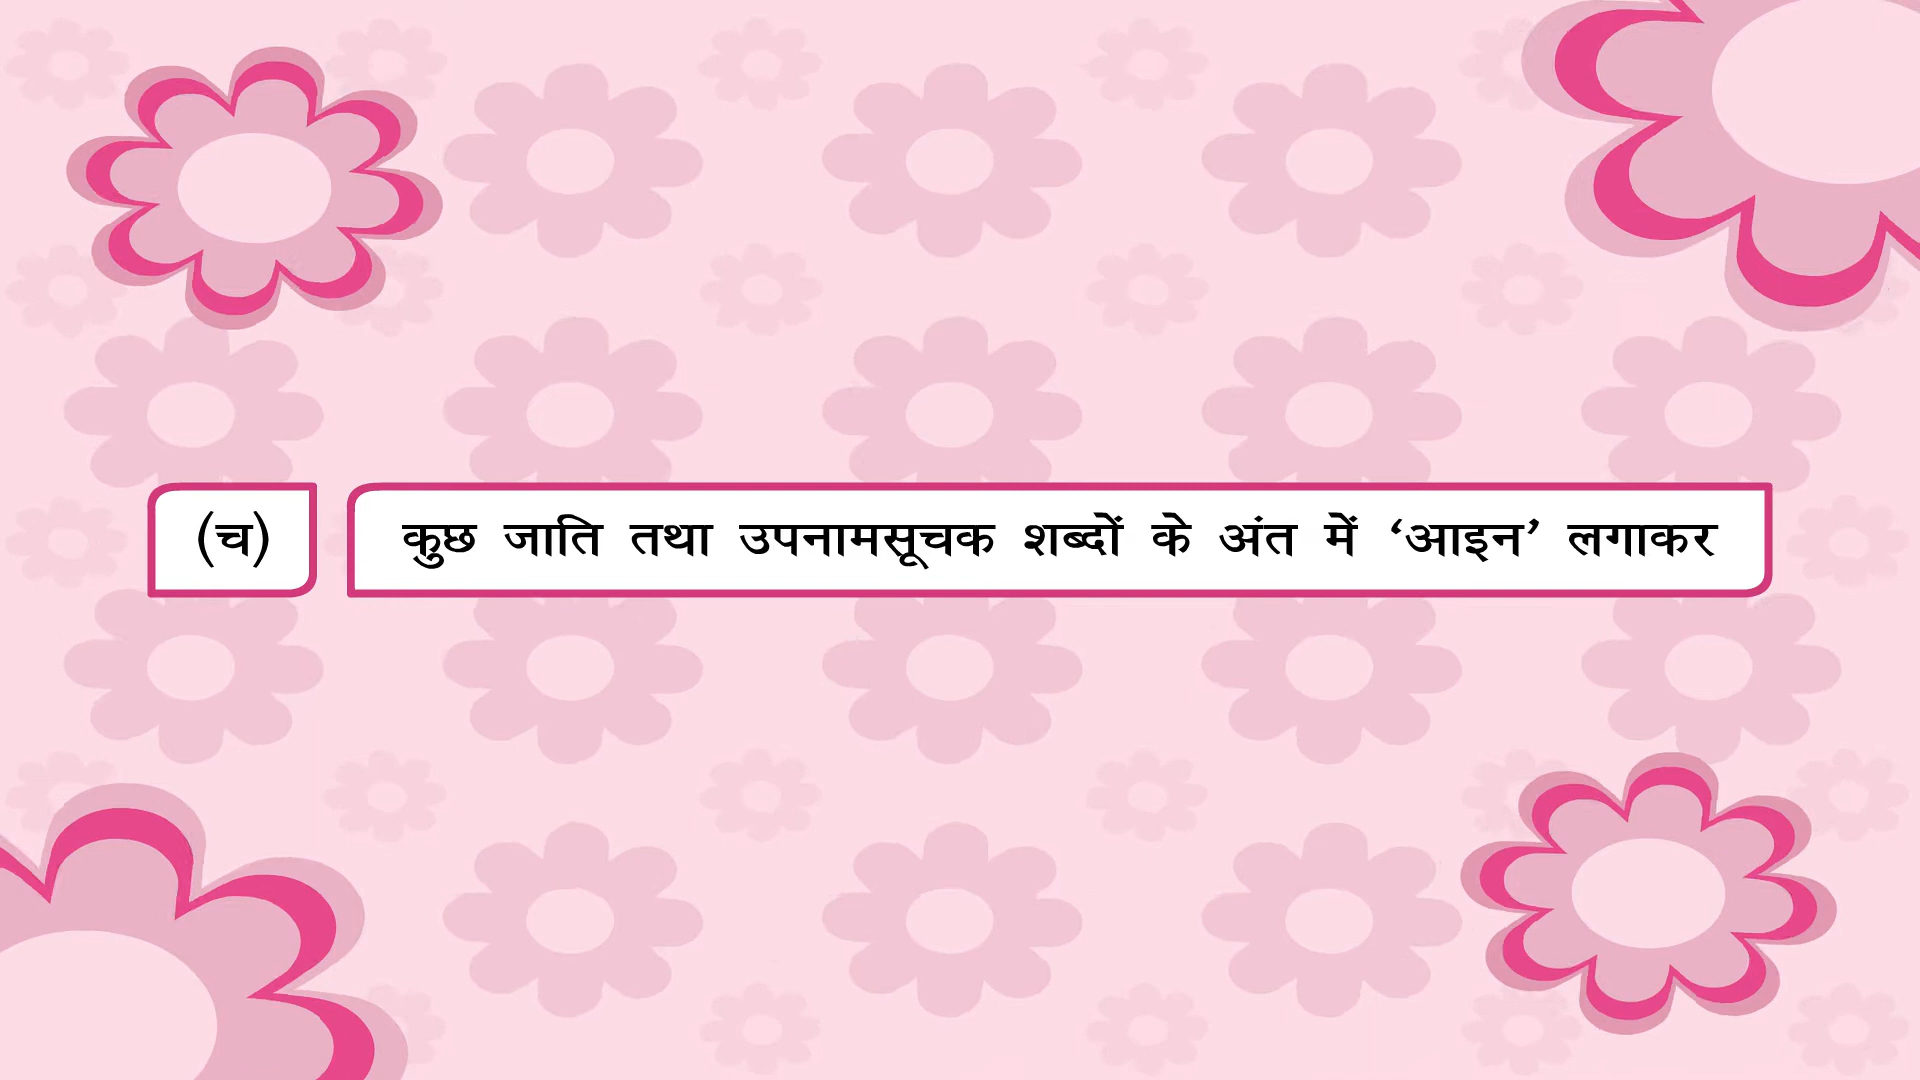 (च) कुछ जाति तथा उपनामसूचक शब्दों के अंत में ‘आइन’ लगाकर